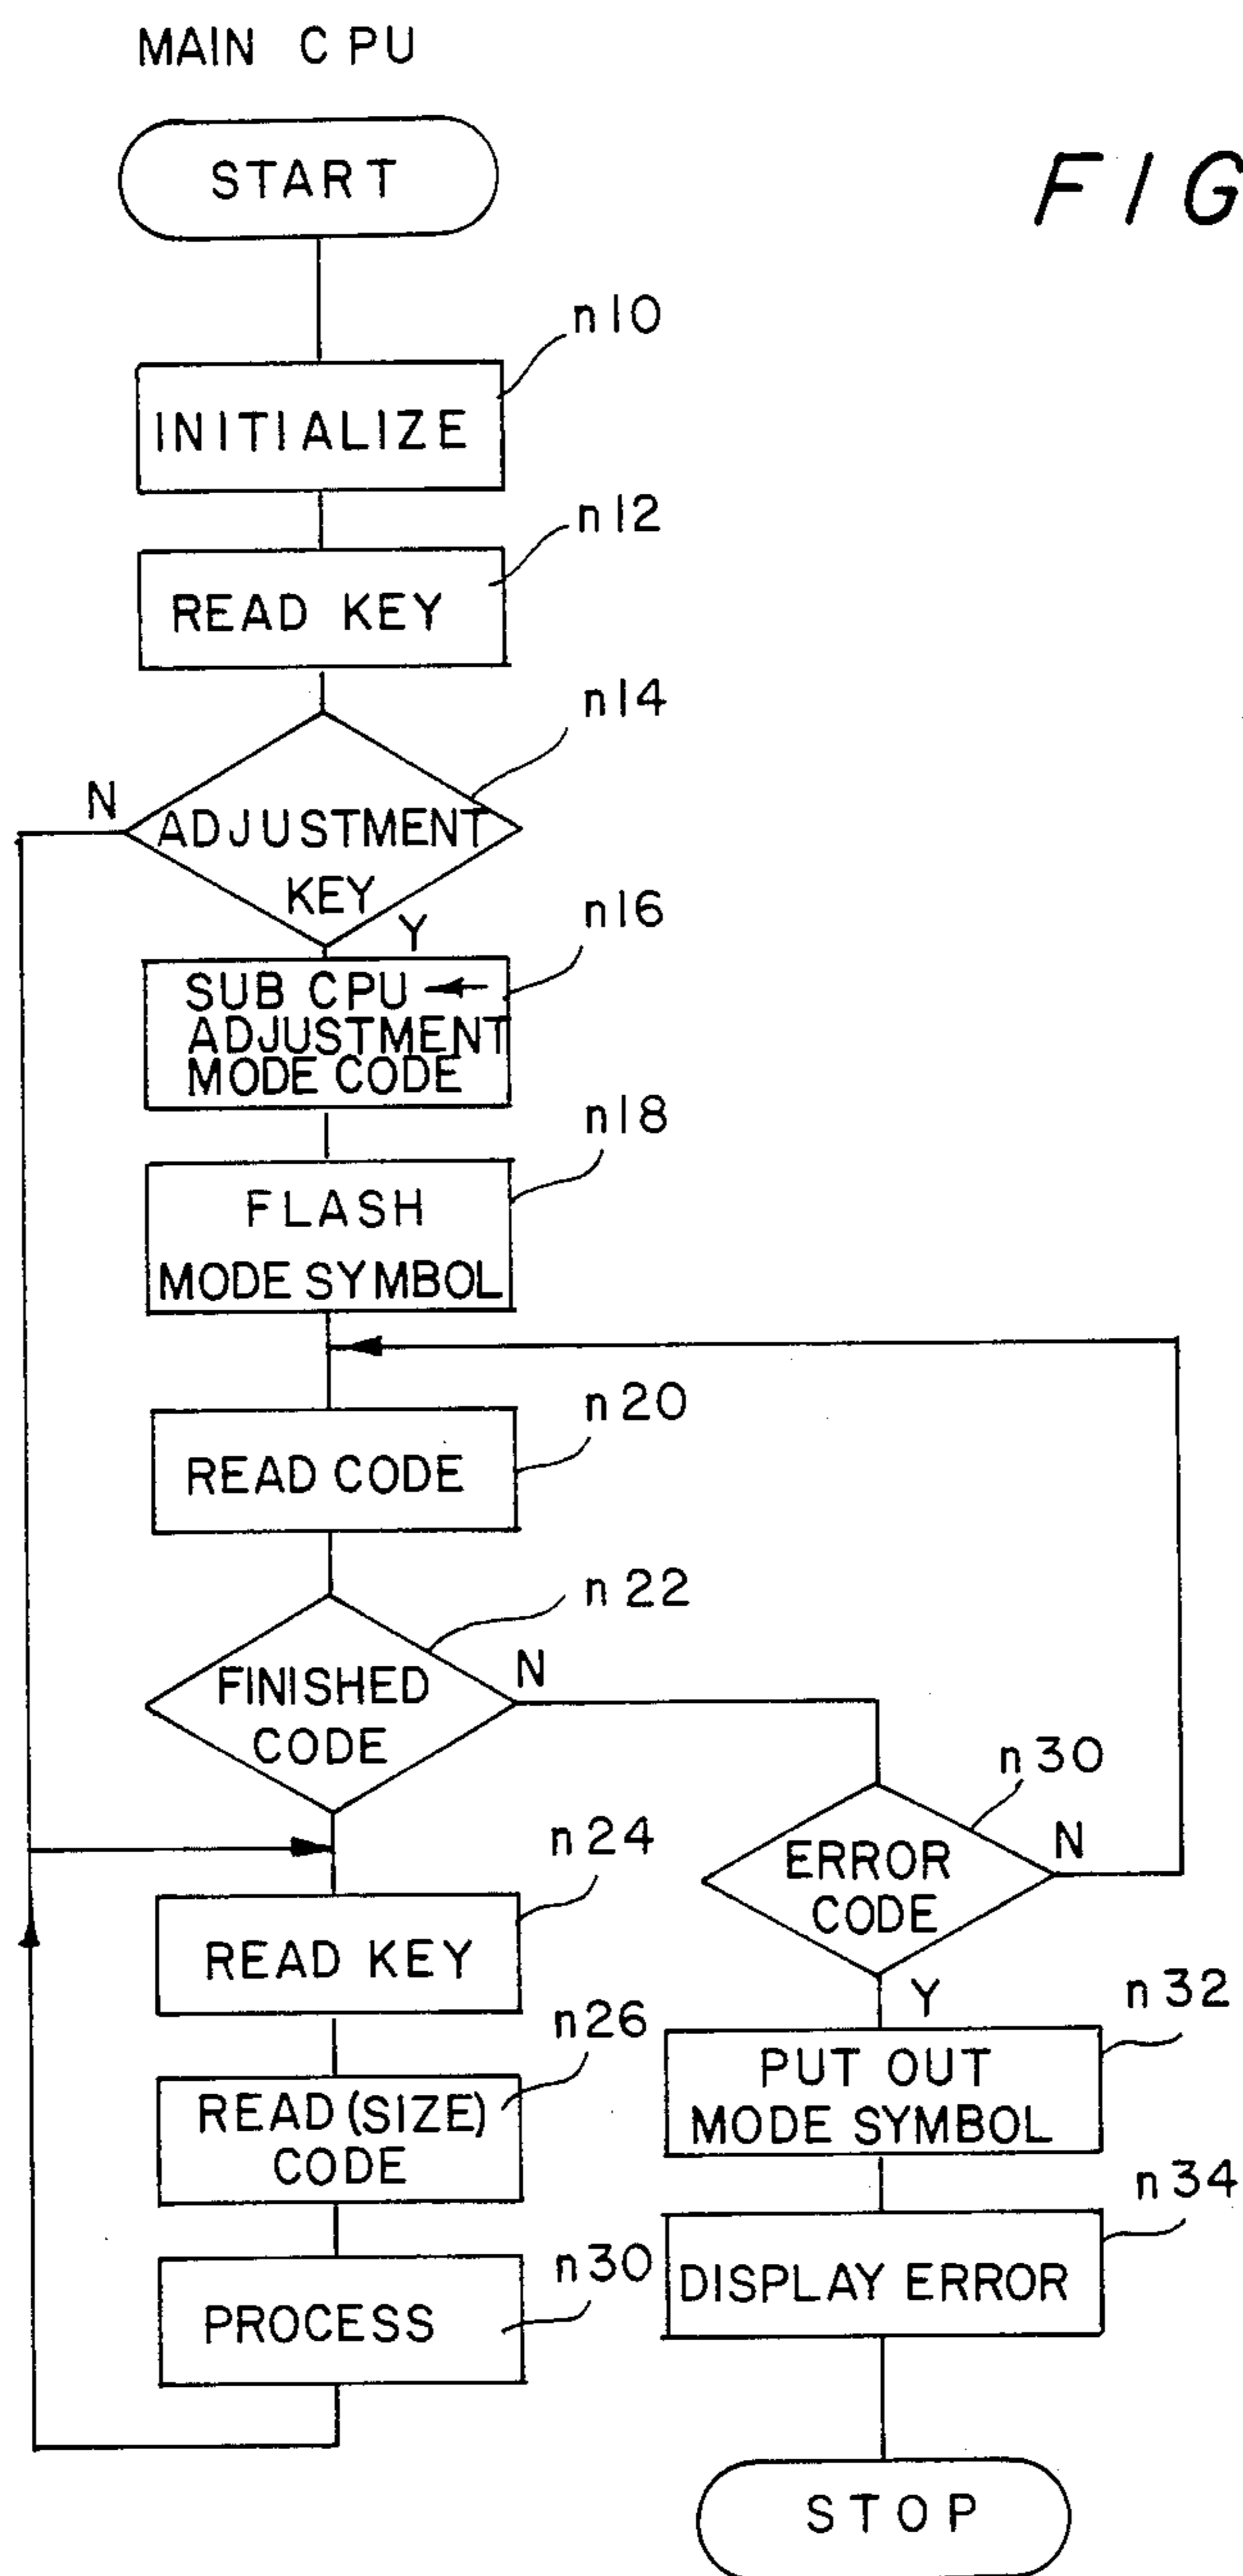 MAIN CPU
START
FIG
n10
INITIALIZE
n12
READ KEY
n14
N
ADJUSTMENT
KEY
Y
n16
SUB CPU ←
ADJUSTMENT
MODE CODE
n18
FLASH
MODE SYMBOL
n20
READ CODE
n22
FINISHED
CODE
N
n30
ERROR
CODE
N
Y
n24
READ KEY
n26
READ (SIZE)
CODE
n30
PROCESS
n32
PUT OUT
MODE SYMBOL
n34
DISPLAY ERROR
STOP